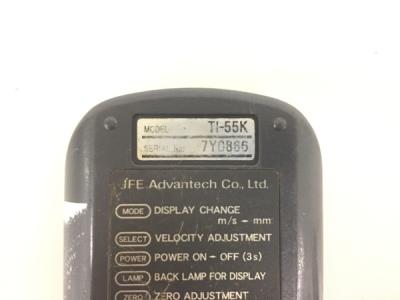 MODEL TI-55K
SERIAL No. 7Y0866
JFE Advantech Co., Ltd.
MODE DISPLAY CHANGE
m/s ↔ mm
SELECT VELOCITY ADJUSTMENT
POWER POWER ON ↔ OFF (3s)
LAMP BACK LAMP FOR DISPLAY
ZERO ZERO ADJUSTMENT